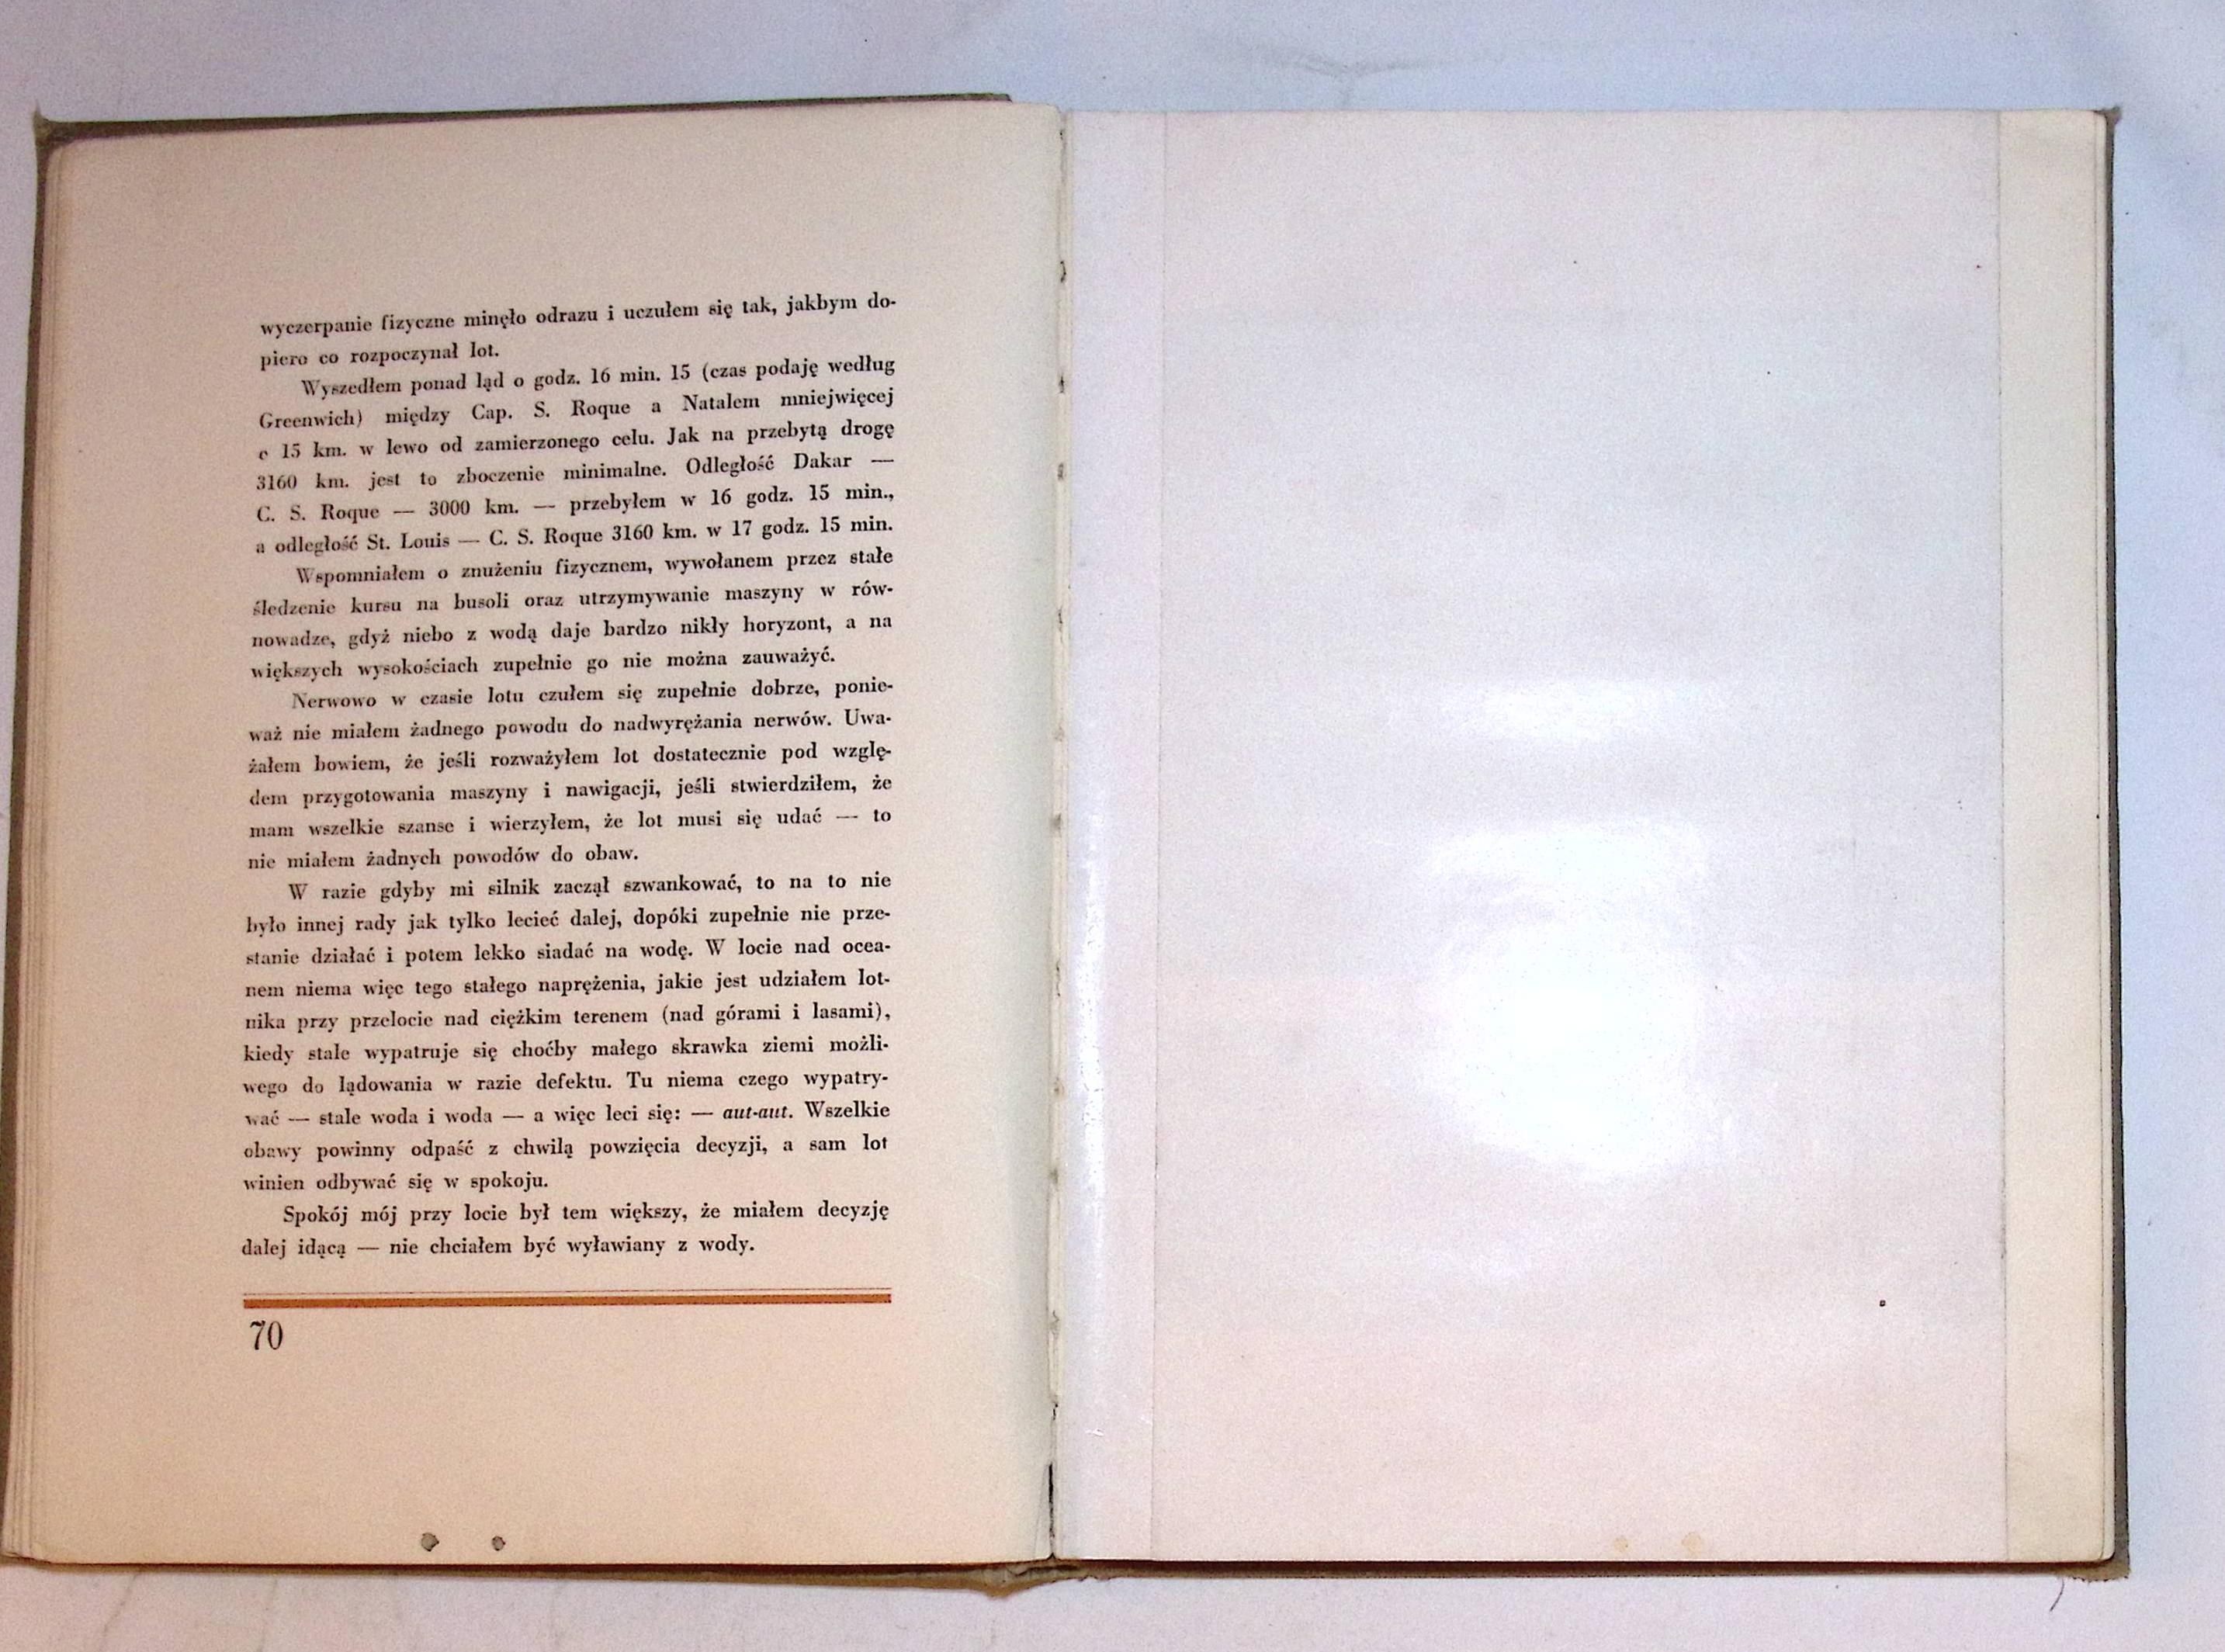 wyczerpanie fizyczne minęło odrazu i uczułem się tak, jakbym do-
piero co rozpoczynał lot.
Wyszedłem ponad ląd o godz. 16 min. 15 (czas podaję według
Greenwich) między Cap. S. Roque a Natalem mniejwięcej
o 15 km. w lewo od zamierzonego celu. Jak na przebytą drogę
3160 km. jest to zboczenie minimalne. Odległość Dakar —
C. S. Roque — 3000 km. — przebyłem w 16 godz. 15 min.,
a odległość St. Louis — C. S. Roque 3160 km. w 17 godz. 15 min.
Wspomniałem o znużeniu fizycznem, wywołanem przez stałe
śledzenie kursu na busoli oraz utrzymywanie maszyny w rów-
nowadze, gdyż niebo z wodą daje bardzo nikły horyzont, a na
większych wysokościach zupełnie go nie można zauważyć.
Nerwowo w czasie lotu czułem się zupełnie dobrze, ponie-
waż nie miałem żadnego powodu do nadwyrężania nerwów. Uwa-
żałem bowiem, że jeśli rozważyłem lot dostatecznie pod wzglę-
dem przygotowania maszyny i nawigacji, jeśli stwierdziłem, że
mam wszelkie szanse i wierzyłem, że lot musi się udać — to
nie miałem żadnych powodów do obaw.
W razie gdyby mi silnik zaczął szwankować, to na to nie
było innej rady jak tylko lecieć dalej, dopóki zupełnie nie prze-
stanie działać i potem lekko siadać na wodę. W locie nad ocea-
nem niema więc tego stałego naprężenia, jakie jest udziałem lot-
nika przy przelocie nad ciężkim terenem (nad górami i lasami),
kiedy stale wypatruje się choćby małego skrawka ziemi możli-
wego do lądowania w razie defektu. Tu niema czego wypatry-
wać — stale woda i woda — a więc leci się: — aut-aut. Wszelkie
obawy powinny odpaść z chwilą powzięcia decyzji, a sam lot
winien odbywać się w spokoju.
Spokój mój przy locie był tem większy, że miałem decyzję
dalej idącą — nie chciałem być wyławiany z wody.
70